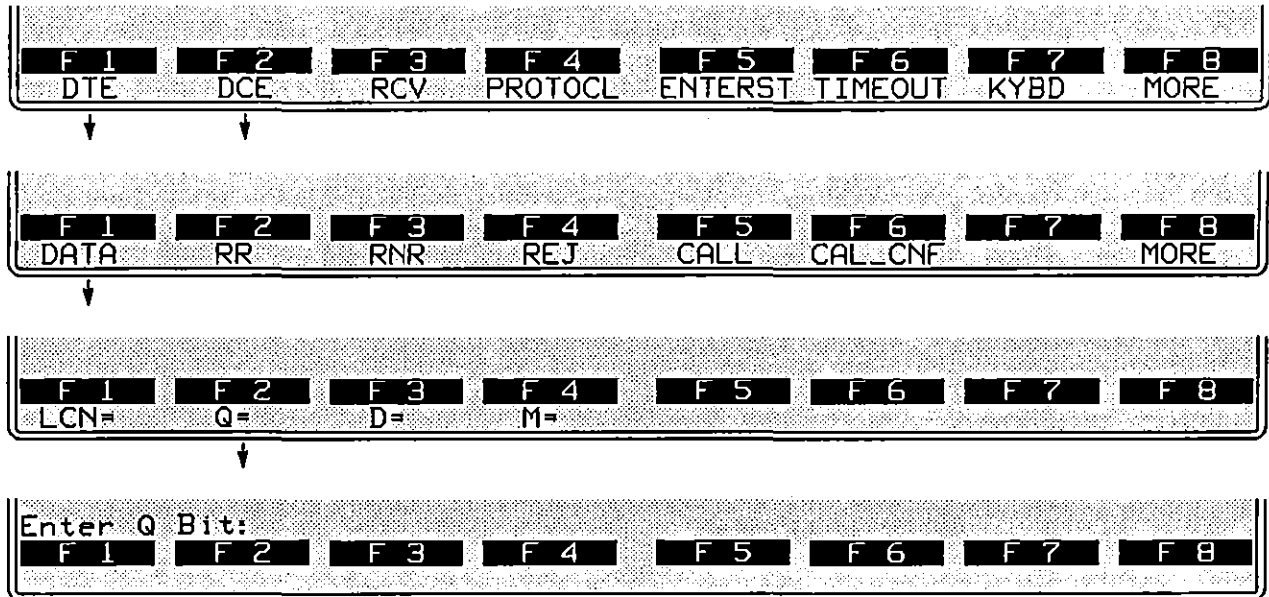 F 1 F 2 F 3 F 4 F 5 F 6 F 7 F 8
DTE DCE RCV PROTOCL ENTERST TIMEOUT KYBD MORE
F 1 F 2 F 3 F 4 F 5 F 6 F 7 F 8
DATA RR RNR REJ CALL CAL_CNF MORE
F 1 F 2 F 3 F 4 F 5 F 6 F 7 F 8
LCN= Q= D= M=
Enter Q Bit:
F 1 F 2 F 3 F 4 F 5 F 6 F 7 F 8